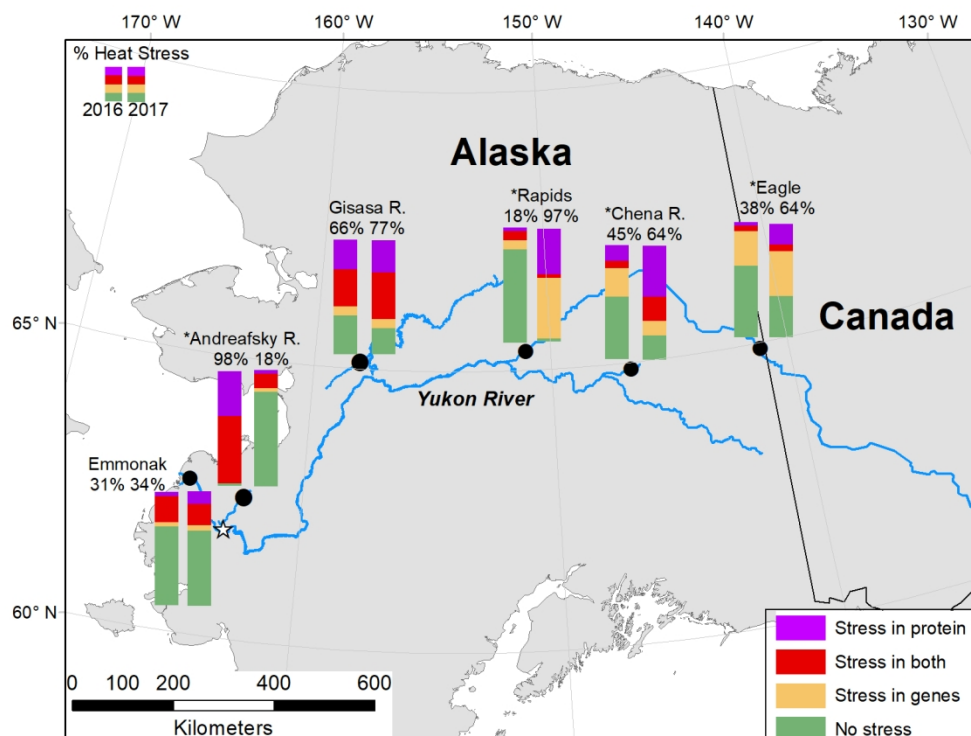 170° W 160° W 150° W 140° W 130° W
% Heat Stress
2016 2017
Alaska
*Rapids
18% 97%
*Eagle
38% 64%
Gisasa R.
66% 77%
*Chena R.
45% 64%
Canada
65° N
*Andreafsky R.
98% 18%
Yukon River
Emmonak
31% 34%
60° N
Stress in protein
Stress in both
Stress in genes
No stress
0 100 200 400 600
Kilometers